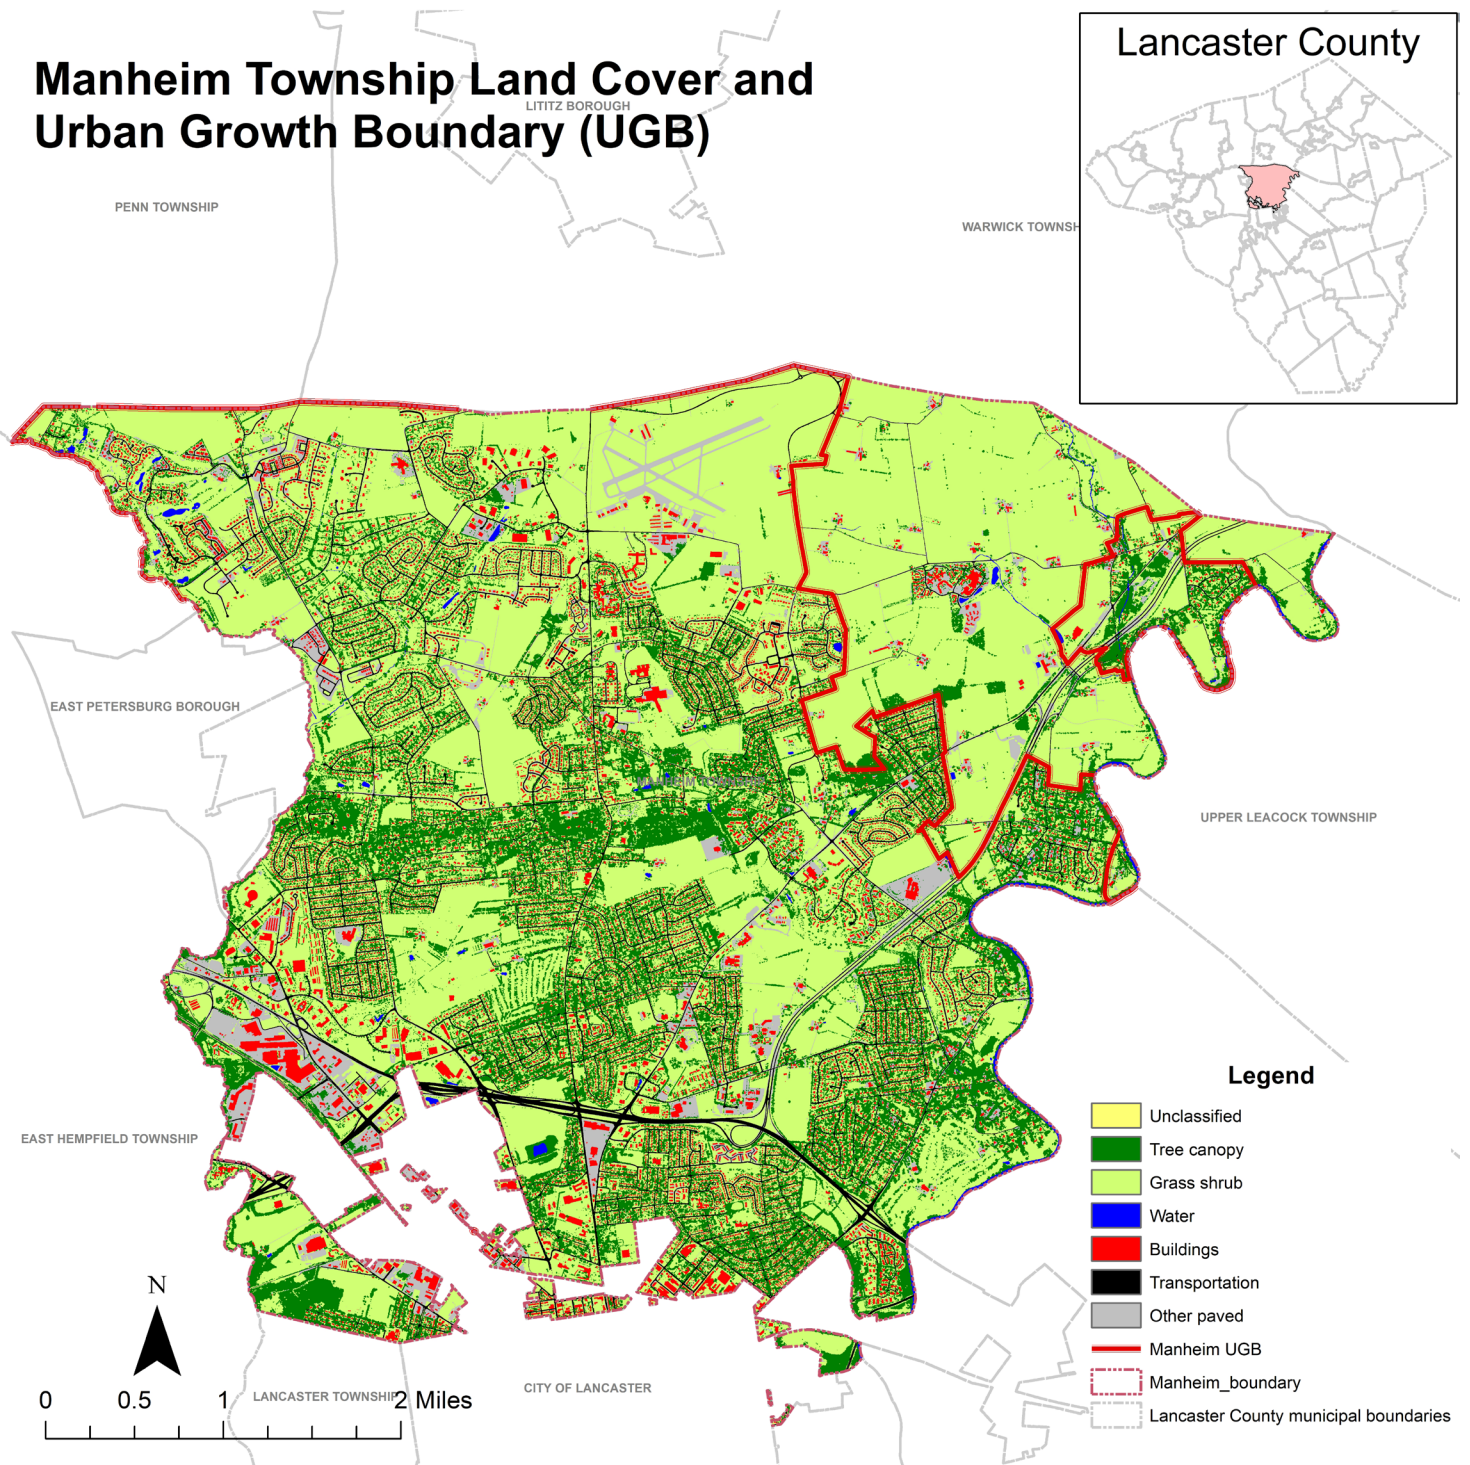 Manheim Township Land Cover and
Urban Growth Boundary (UGB)
Lancaster County
LITITZ BOROUGH
PENN TOWNSHIP
WARWICK TOWNSH
EAST PETERSBURG BOROUGH
MANHEIM TOWNSHIP
UPPER LEACOCK TOWNSHIP
EAST HEMPFIELD TOWNSHIP
LANCASTER TOWNSHIP
CITY OF LANCASTER
N
0 0.5 1 2 Miles
Legend
Unclassified
Tree canopy
Grass shrub
Water
Buildings
Transportation
Other paved
Manheim UGB
Manheim_boundary
Lancaster County municipal boundaries